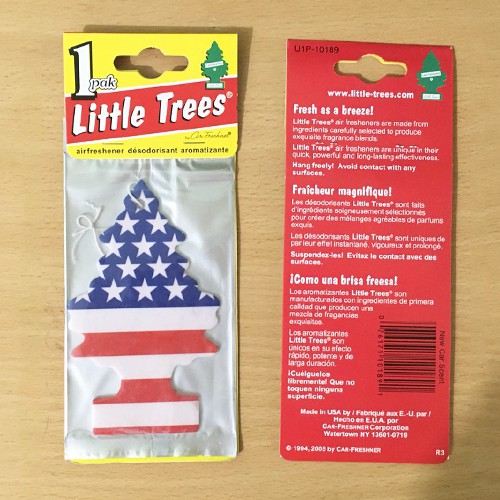 1
pak
Little Trees®
by Car-Freshner®
airfreshener désodorisant aromatizante
U1P-10189
www.little-trees.com
Fresh as a breeze!
Little Trees® air fresheners are made from
ingredients carefully selected to produce
exquisite fragrance blends.
Little Trees® air fresheners are unique in their
quick, powerful and long-lasting effectiveness.
Hang freely! Avoid contact with any
surfaces.
Fraîcheur magnifique!
Les désodorisants Little Trees® sont faits
d'ingrédients soigneusement sélectionnés
pour créer des mélanges agréables de parfums
exquis.
Les désodorisants Little Trees® sont uniques de
par leur effet instantané, vigoureux et prolongé.
Suspendez-les! Evitez le contact avec des
surfaces.
¡Como una brisa fresca!
Los aromatizantes Little Trees® son
manufacturados con ingredientes de primera
calidad que producen una
mezcla de fragancias
exquisitas.
Los aromatizantes
Little Trees® son
únicos en su efecto
rápido, potente y de
larga duración.
¡Cuélguelos
libremente! Que no
toquen ninguna
superficie.
New Car Scent
Made in USA by / Fabriqué aux E.-U. par /
Hecho en E.U.A. por
CAR-FRESHNER Corporation
Watertown NY 13601-0719
© 1994, 2005 by CAR-FRESHNER
R3